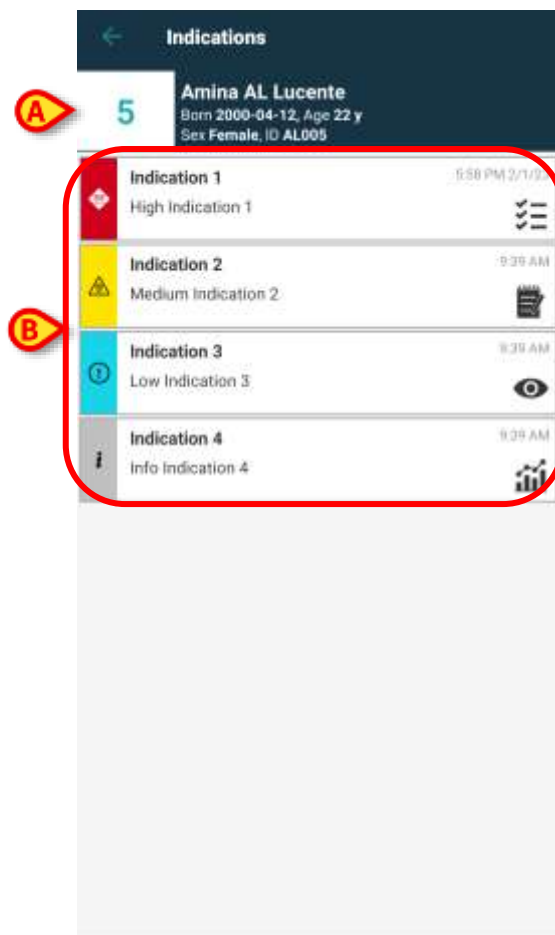 Indications
A
5
Amina AL Lucente
Born 2000-04-12, Age 22 y
Sex Female, ID AL005
Indication 1
5:58 PM 2/1/22
High Indication 1
Indication 2
9:39 AM
Medium Indication 2
B
Indication 3
9:39 AM
Low Indication 3
Indication 4
9:39 AM
i
Info Indication 4